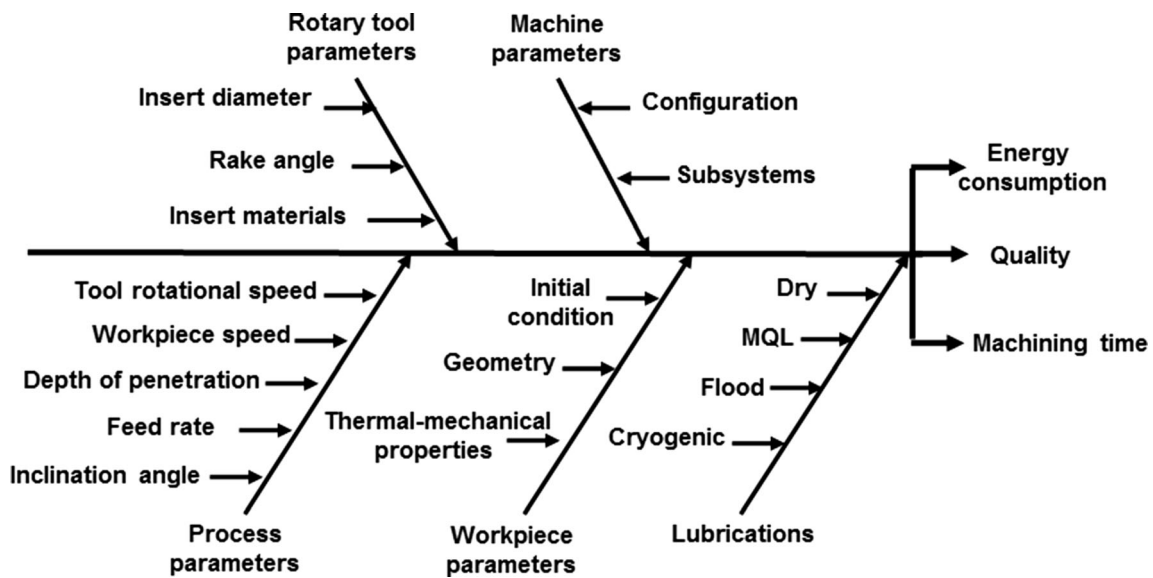 Rotary tool
parameters
Machine
parameters
Insert diameter
Configuration
Rake angle
Subsystems
Insert materials
Energy
consumption
Quality
Machining time
Tool rotational speed
Workpiece speed
Depth of penetration
Feed rate
Inclination angle
Process
parameters
Initial
condition
Geometry
Thermal-mechanical
properties
Workpiece
parameters
Dry
MQL
Flood
Cryogenic
Lubrications